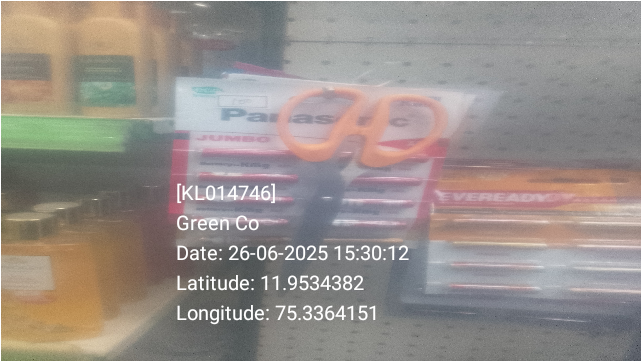 Panasonic
JUMBO
EVEREADY
[KL014746]
Green Co
Date: 26-06-2025 15:30:12
Latitude: 11.9534382
Longitude: 75.3364151